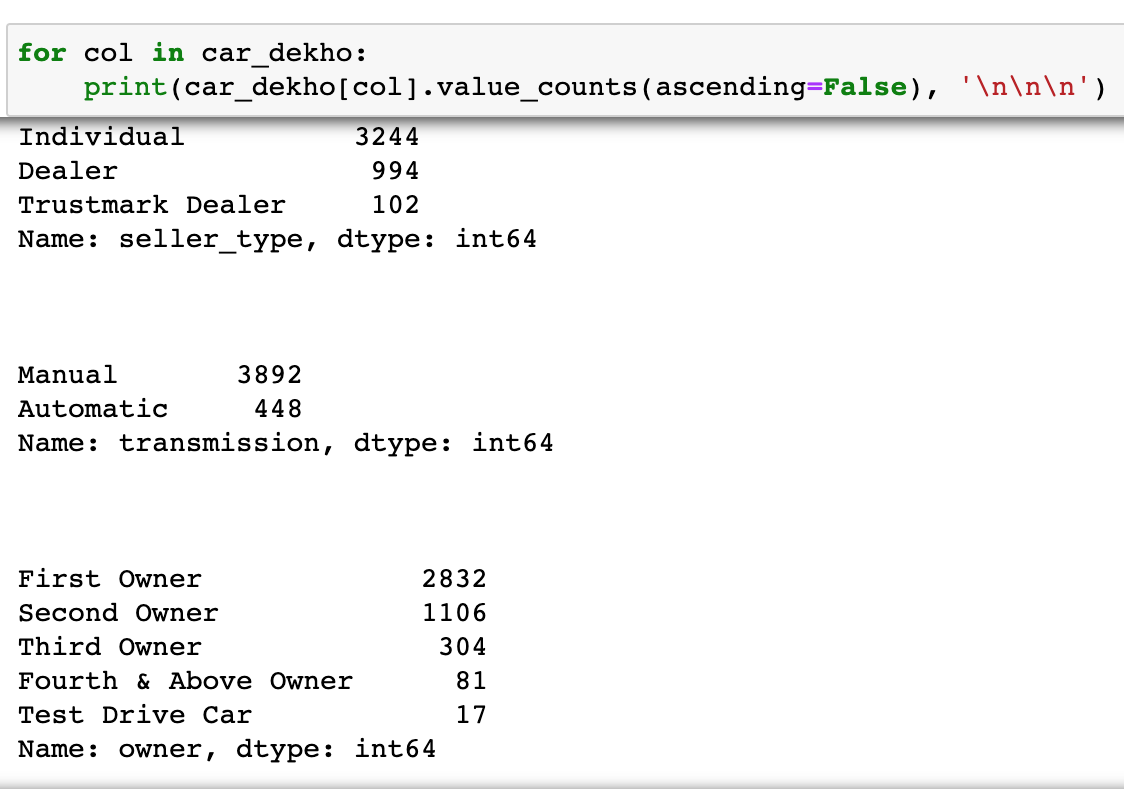 for col in car_dekho:
    print(car_dekho[col].value_counts(ascending=False), '\n\n\n')
Individual          3244
Dealer               994
Trustmark Dealer     102
Name: seller_type, dtype: int64
Manual       3892
Automatic     448
Name: transmission, dtype: int64
First Owner             2832
Second Owner            1106
Third Owner              304
Fourth & Above Owner      81
Test Drive Car            17
Name: owner, dtype: int64